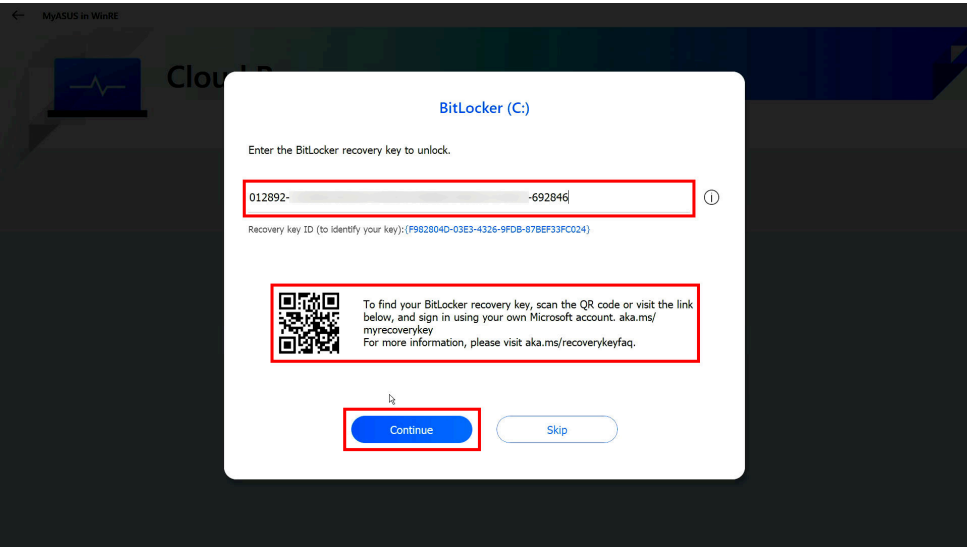 MyASUS in WinRE
BitLocker (C:)
Enter the BitLocker recovery key to unlock.
012892-
-692846
Recovery key ID (to identify your key):{F982804D-03E3-4326-9FDB-87BEF33FC024}
To find your BitLocker recovery key, scan the QR code or visit the link
below, and sign in using your own Microsoft account. aka.ms/
myrecoverykey
For more information, please visit aka.ms/recoverykeyfaq.
Continue
Skip